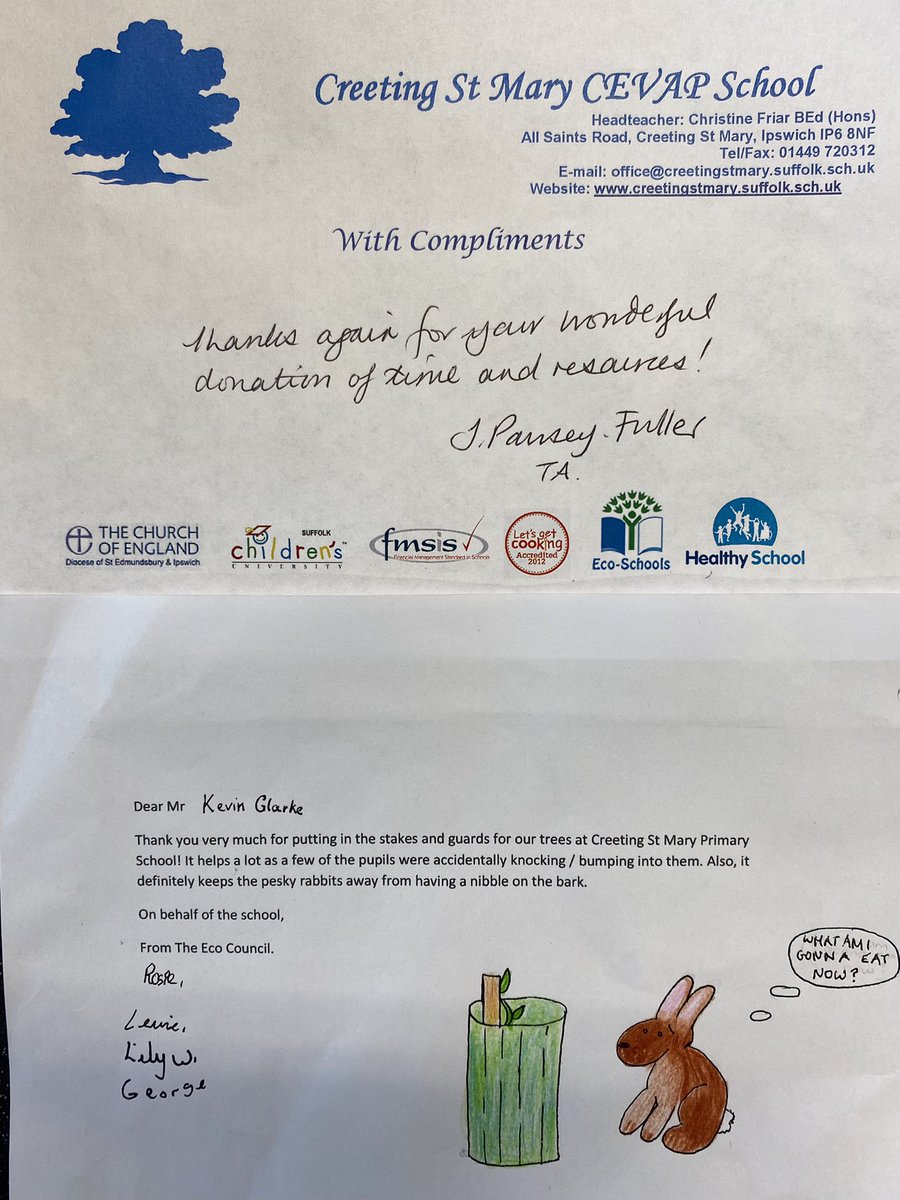 Creeting St Mary CEVAP School
Headteacher: Christine Friar BEd (Hons)
All Saints Road, Creeting St Mary, Ipswich IP6 8NF
Tel/Fax: 01449 720312
E-mail: office@creetingstmary.suffolk.sch.uk
Website: www.creetingstmary.suffolk.sch.uk
With Compliments
Thanks again for your wonderful
donation of time and resources!
J. Pansey-Fuller
TA.
THE CHURCH
OF ENGLAND
Diocese of St Edmundsbury & Ipswich
SUFFOLK
children's™
UNIVERSITY
fmsis
Financial Management Standard in Schools
Let's get
cooking
Accredited
2012
Eco-Schools
Healthy School
Dear Mr Kevin Glarke
Thank you very much for putting in the stakes and guards for our trees at Creeting St Mary Primary
School! It helps a lot as a few of the pupils were accidentally knocking / bumping into them. Also, it
definitely keeps the pesky rabbits away from having a nibble on the bark.
On behalf of the school,
From The Eco Council.
Lily W.
George
WHAT AM I
GONNA EAT
NOW?